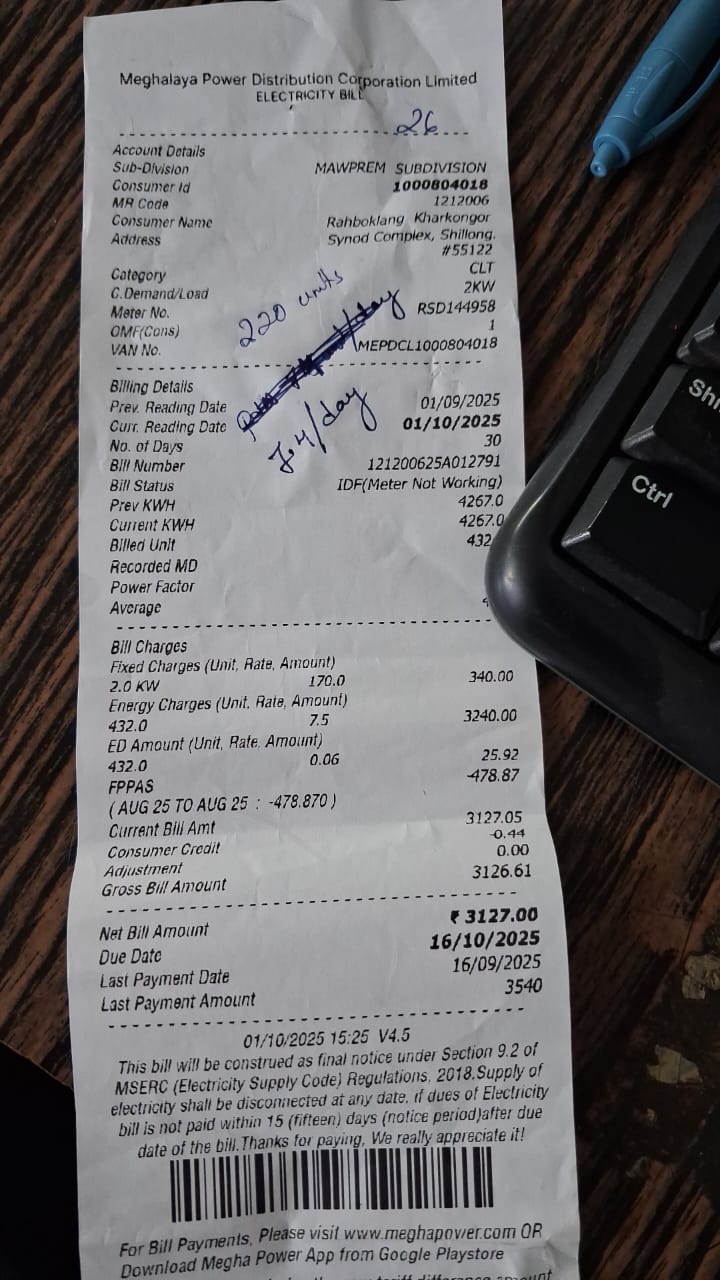 Meghalaya Power Distribution Corporation Limited
ELECTRICITY BILL
26
Account Details
Sub-Division MAWPREM SUBDIVISION
Consumer Id 1000804018
MR Code 1212006
Consumer Name Rahboklang Kharkongor
Address Synod Complex, Shillong.
#55122
Category CLT
C.Demand/Load 2KW
Meter No. RSD144958
OMF(Cons) 1
VAN No. MEPDCL1000804018
220 units
7.4/day
Billing Details
Prev. Reading Date 01/09/2025
Curr. Reading Date 01/10/2025
No. of Days 30
Bill Number 121200625A012791
Bill Status IDF(Meter Not Working)
Prev KWH 4267.0
Current KWH 4267.0
Billed Unit 432
Recorded MD
Power Factor
Average
Bill Charges
Fixed Charges (Unit, Rate, Amount)
2.0 KW 170.0 340.00
Energy Charges (Unit, Rate, Amount)
432.0 7.5 3240.00
ED Amount (Unit, Rate, Amount)
432.0 0.06 25.92
FPPAS -478.87
( AUG 25 TO AUG 25 : -478.870 )
Current Bill Amt 3127.05
Consumer Credit -0.44
Adjustment 0.00
Gross Bill Amount 3126.61
Net Bill Amount ₹ 3127.00
Due Date 16/10/2025
Last Payment Date 16/09/2025
Last Payment Amount 3540
01/10/2025 15:25 V4.5
This bill will be construed as final notice under Section 9.2 of
MSERC (Electricity Supply Code) Regulations, 2018.Supply of
electricity shall be disconnected at any date, if dues of Electricity
bill is not paid within 15 (fifteen) days (notice period)after due
date of the bill.Thanks for paying, We really appreciate it!
For Bill Payments, Please visit www.meghapower.com OR
Download Megha Power App from Google Playstore
Ctrl